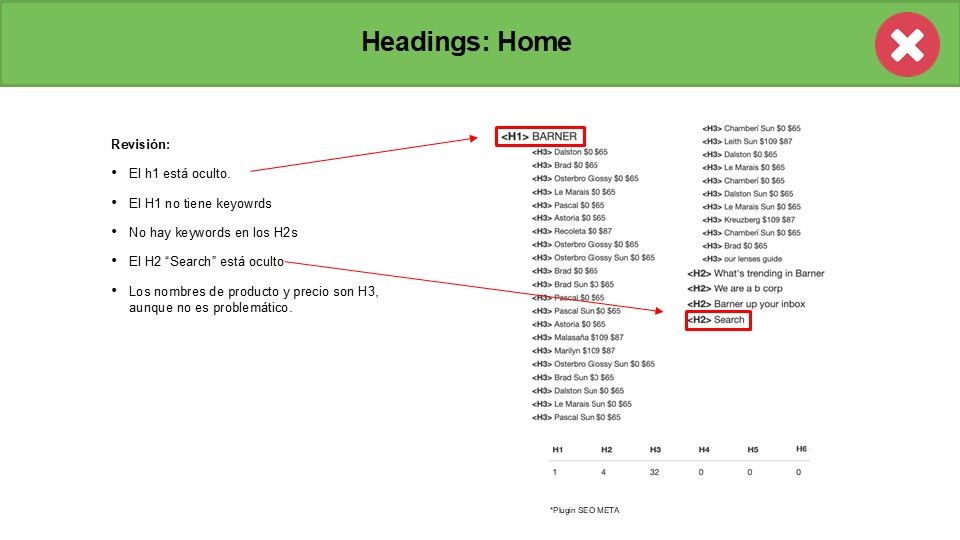 Headings: Home
Revisión:
• El h1 está oculto.
• El H1 no tiene keyowrds
• No hay keywords en los H2s
• El H2 “Search” está oculto
• Los nombres de producto y precio son H3,
aunque no es problemático.
<H1> BARNER
<H3> Dalston $0 $65
<H3> Brad $0 $65
<H3> Osterbro Glossy $0 $65
<H3> Le Marais $0 $65
<H3> Pascal $0 $65
<H3> Astoria $0 $65
<H3> Recoleta $0 $87
<H3> Osterbro Glossy $0 $65
<H3> Osterbro Glossy Sun $0 $65
<H3> Brad $0 $65
<H3> Brad Sun $0 $65
<H3> Pascal $0 $65
<H3> Pascal Sun $0 $65
<H3> Astoria $0 $65
<H3> Malasaña $109 $87
<H3> Marilyn $109 $87
<H3> Osterbro Glossy Sun $0 $65
<H3> Brad Sun $0 $65
<H3> Dalston Sun $0 $65
<H3> Le Marais Sun $0 $65
<H3> Pascal Sun $0 $65
<H3> Chamberí Sun $0 $65
<H3> Leith Sun $109 $87
<H3> Dalston $0 $65
<H3> Le Marais $0 $65
<H3> Chamberí $0 $65
<H3> Dalston Sun $0 $65
<H3> Le Marais Sun $0 $65
<H3> Kreuzberg $109 $87
<H3> Chamberí Sun $0 $65
<H3> Brad $0 $65
<H3> our lenses guide
<H2> What's trending in Barner
<H2> We are a b corp
<H2> Barner up your inbox
<H2> Search
H1 H2 H3 H4 H5 H6
1 4 32 0 0 0
*Plugin SEO META